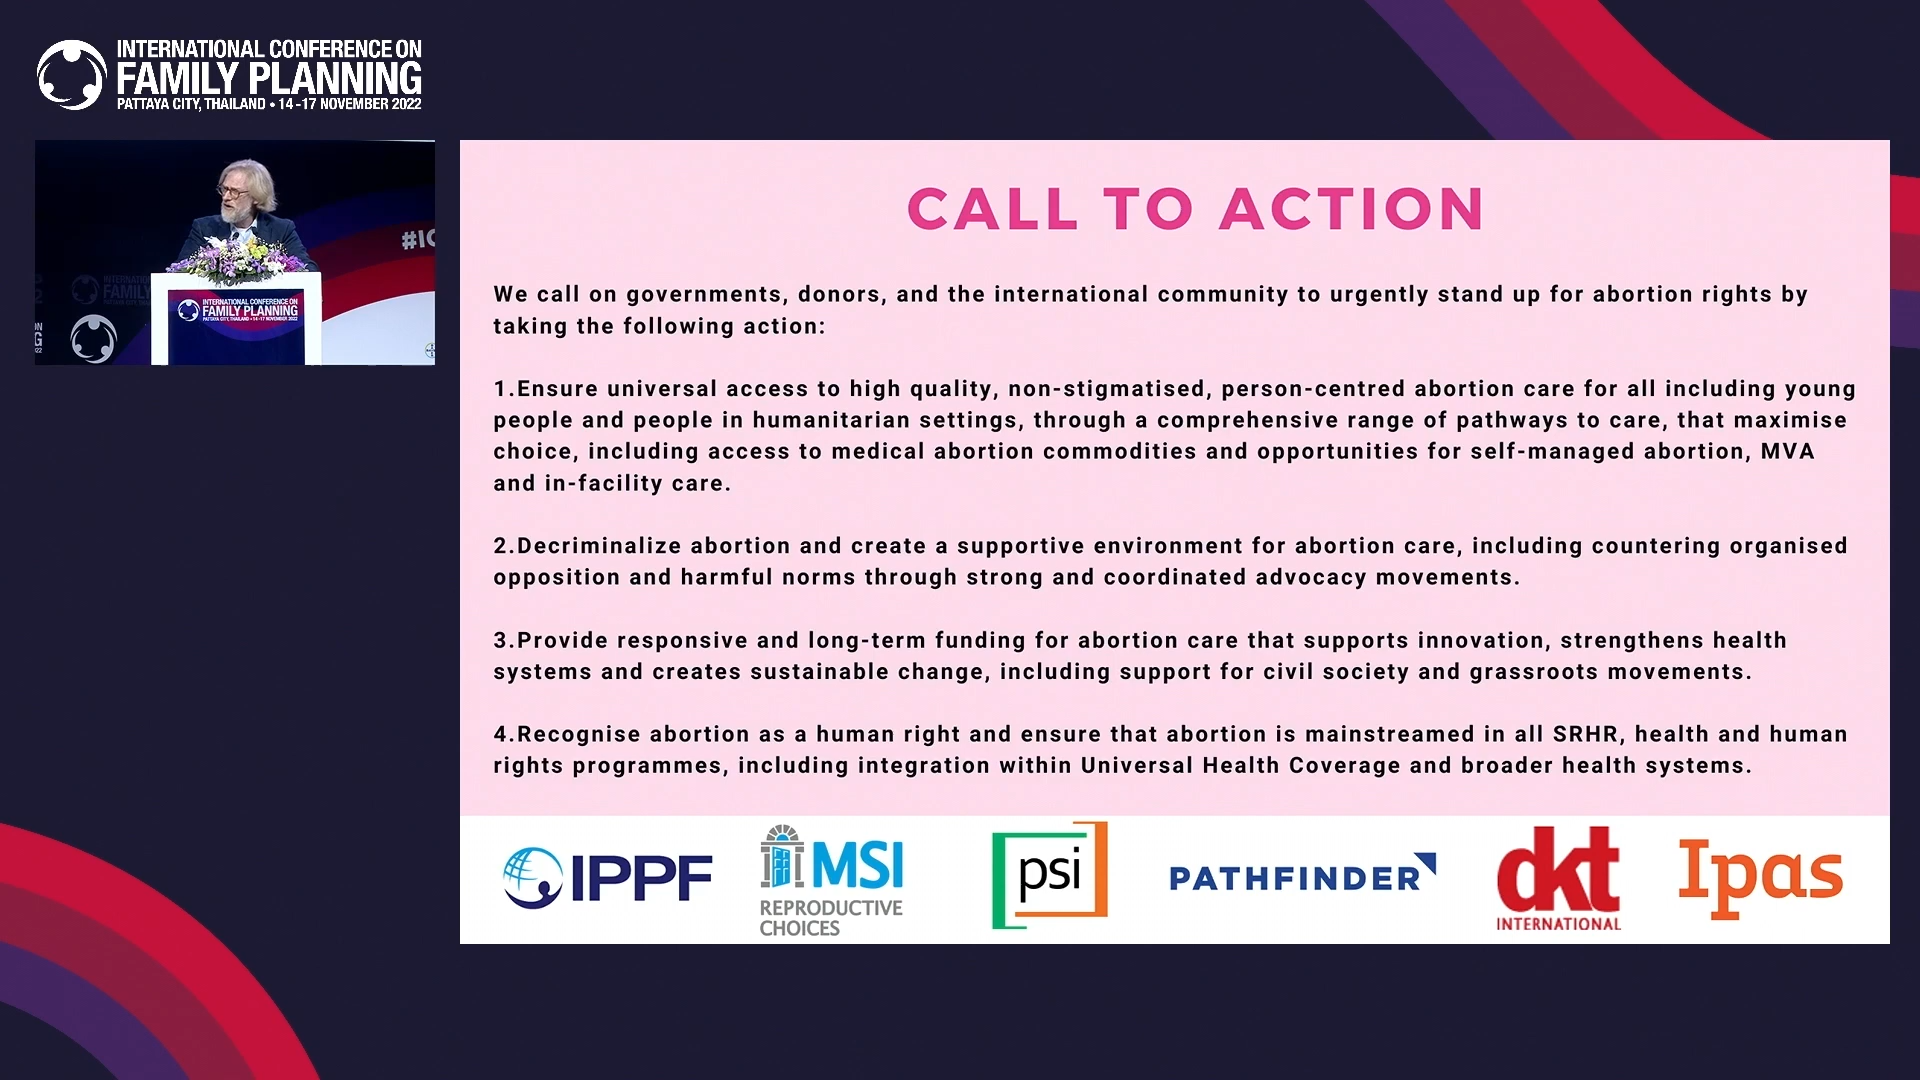 INTERNATIONAL CONFERENCE ON
FAMILY PLANNING
PATTAYA CITY, THAILAND • 14-17 NOVEMBER 2022
#IC
INTERNATIONAL CONFERENCE ON
FAMILY PLANNING
PATTAYA CITY, THAILAND • 14-17 NOVEMBER 2022
CALL TO ACTION
We call on governments, donors, and the international community to urgently stand up for abortion rights by
taking the following action:
1.Ensure universal access to high quality, non-stigmatised, person-centred abortion care for all including young
people and people in humanitarian settings, through a comprehensive range of pathways to care, that maximise
choice, including access to medical abortion commodities and opportunities for self-managed abortion, MVA
and in-facility care.
2.Decriminalize abortion and create a supportive environment for abortion care, including countering organised
opposition and harmful norms through strong and coordinated advocacy movements.
3.Provide responsive and long-term funding for abortion care that supports innovation, strengthens health
systems and creates sustainable change, including support for civil society and grassroots movements.
4.Recognise abortion as a human right and ensure that abortion is mainstreamed in all SRHR, health and human
rights programmes, including integration within Universal Health Coverage and broader health systems.
IPPF
MSI
REPRODUCTIVE
CHOICES
psi
PATHFINDER
dkt
INTERNATIONAL
Ipas